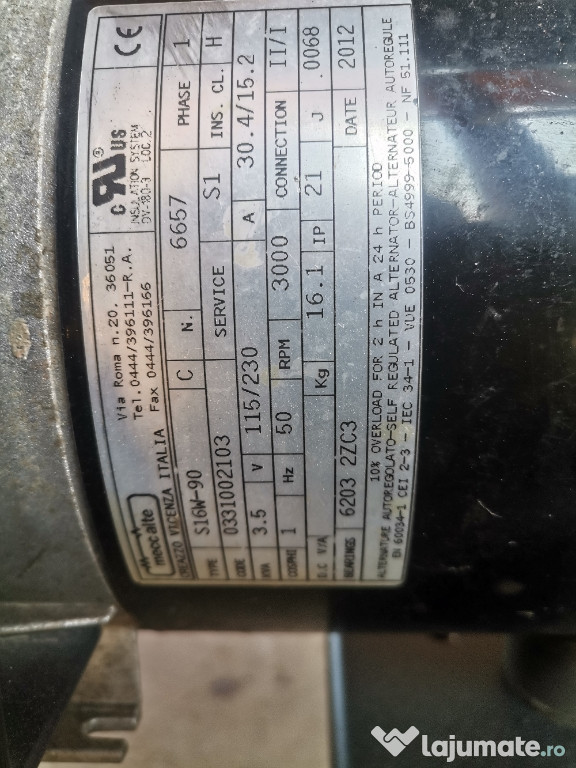 mecc alte
Via Roma n.20, 36051
CREAZZO VICENZA ITALIA
Tel. 0444/396111-R.A.
Fax 0444/396166
c RU ® US
INSULATION SYSTEM
DV-180-3 LOC.2
CE
TYPE S16W-90 C N. 6657 PHASE 1
CODE 0331002103 SERVICE S1 INS. CL. H
KVA 3.5 V 115/230 A 30.4/15.2
COSPHI 1 Hz 50 RPM 3000 CONNECTION II/I
D.C V/A Kg 16.1 IP 21 J .0068
BEARINGS 6203 2ZC3 DATE 2012
10% OVERLOAD FOR 2 h IN A 24 h PERIOD
ALTERNATORE AUTOREGOLATO-SELF REGULATED ALTERNATOR-ALTERNATEUR AUTOREGULE
EN 60034-1 CEI 2-3 - IEC 34-1 - VDE 0530 - BS4999-5000 - NF 51.111
lajumate.ro